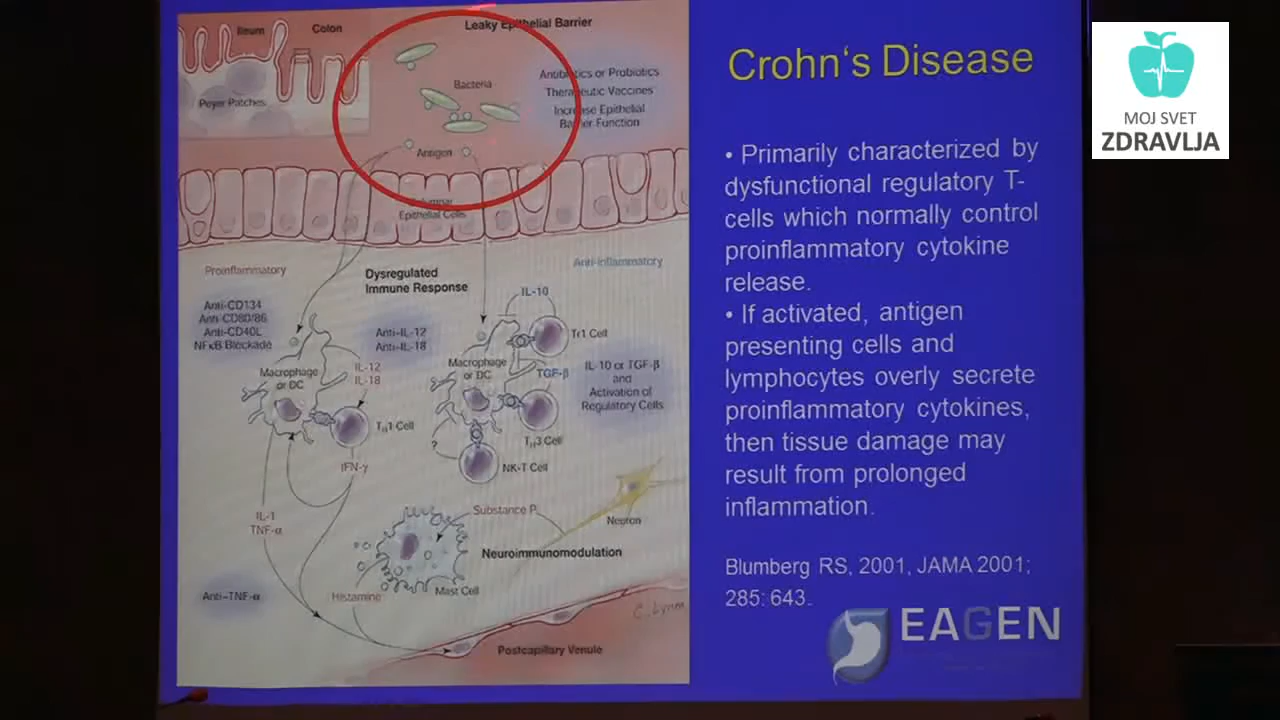 Ileum
Colon
Leaky Epithelial Barrier
Bacteria
Antibiotics or Probiotics
Therapeutic Vaccines
Increase Epithelial
Barrier Function
Peyer Patches
Antigen
Epithelial Cells
Proinflammatory
Dysregulated
Immune Response
Anti-Inflammatory
Anti-CD134
Anti-CD80/86
Anti-CD40L
NFκB Blockade
Anti-IL-12
Anti-IL-18
IL-10
Tr1 Cell
Macrophage
or DC
IL-12
IL-18
Macrophage
or DC
TGF-β
IL-10 or TGF-β
and
Activation of
Regulatory Cells
TH1 Cell
TH3 Cell
?
NK-T Cell
IFN-γ
IL-1
TNF-α
Substance P
Neuron
Neuroimmunomodulation
Mast Cell
Anti-TNF-α
Histamine
C. Lynm
Postcapillary Venule
Crohn's Disease
• Primarily characterized by
dysfunctional regulatory T-
cells which normally control
proinflammatory cytokine
release.
• If activated, antigen
presenting cells and
lymphocytes overly secrete
proinflammatory cytokines,
then tissue damage may
result from prolonged
inflammation.
Blumberg RS, 2001, JAMA 2001;
285: 643.
EAGEN
MOJ SVET
ZDRAVLJA